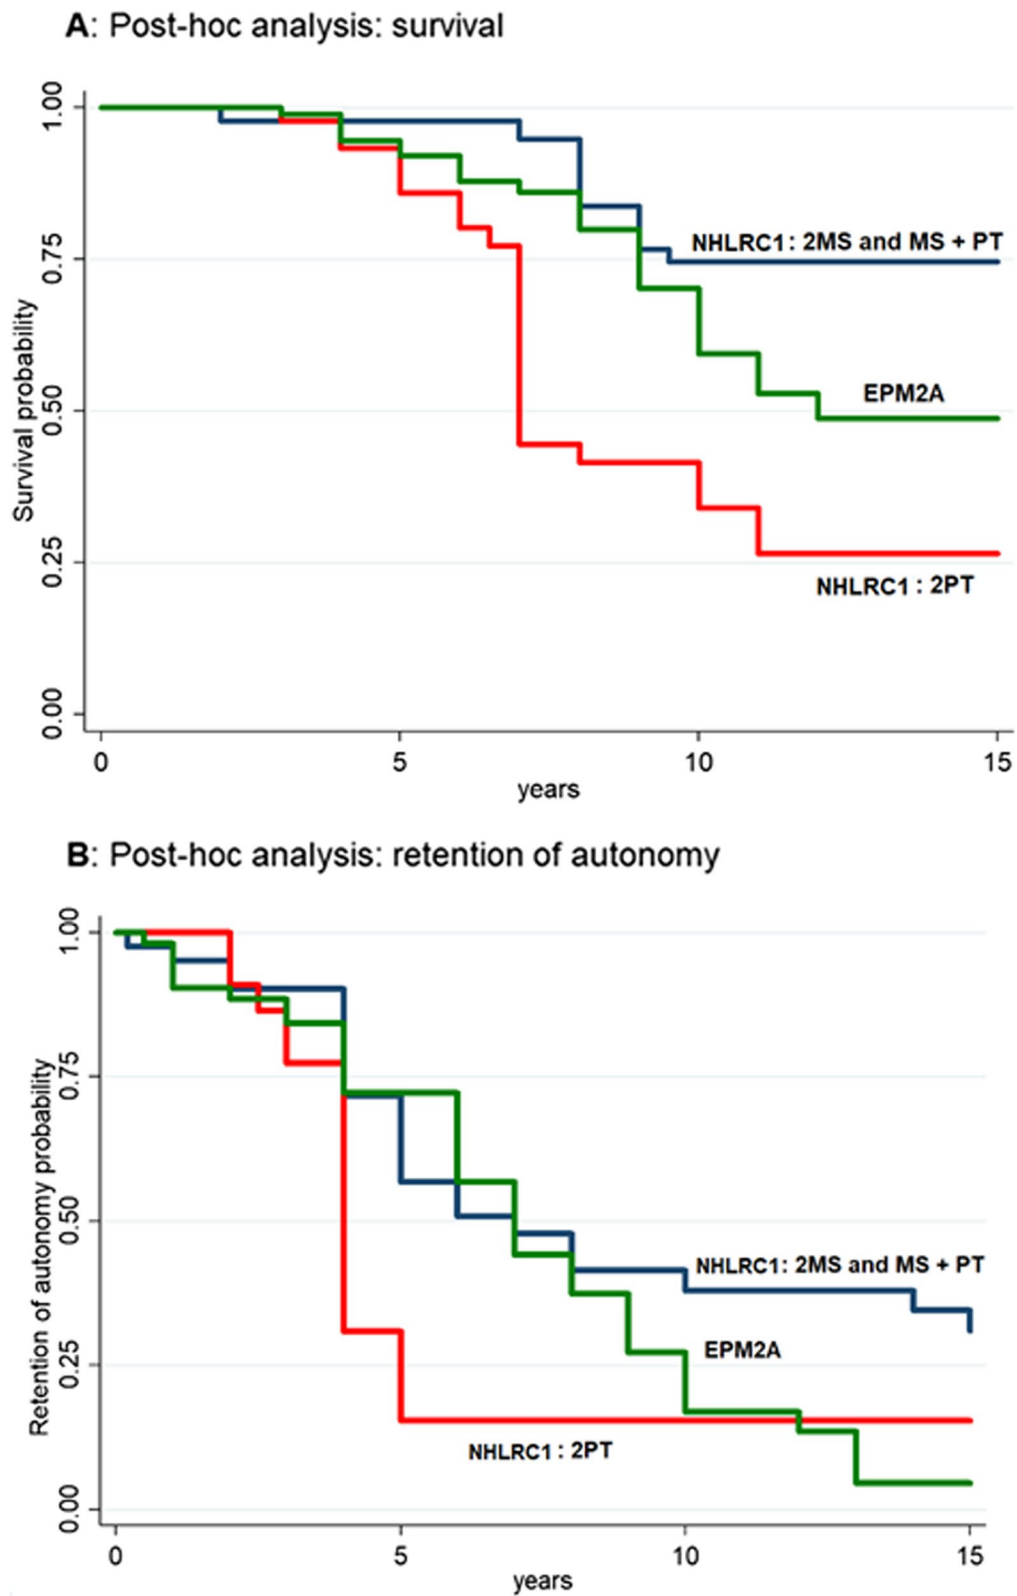 A: Post-hoc analysis: survival
1.00
0.75
0.50
0.25
0.00
Survival probability
NHLRC1: 2MS and MS + PT
EPM2A
NHLRC1 : 2PT
0 5 10 15
years
B: Post-hoc analysis: retention of autonomy
1.00
0.75
0.50
0.25
0.00
Retention of autonomy probability
NHLRC1: 2MS and MS + PT
EPM2A
NHLRC1 : 2PT
0 5 10 15
years